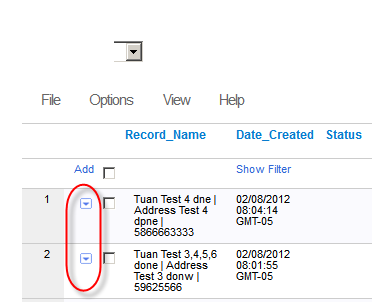 File Options View Help
Record_Name Date_Created Status
Add Show Filter
1 Tuan Test 4 dne | 02/08/2012
Address Test 4 08:04:14
dpne | GMT-05
5866663333
2 Tuan Test 3,4,5,6 02/08/2012
done | Address 08:01:55
Test 3 donw | GMT-05
59625566